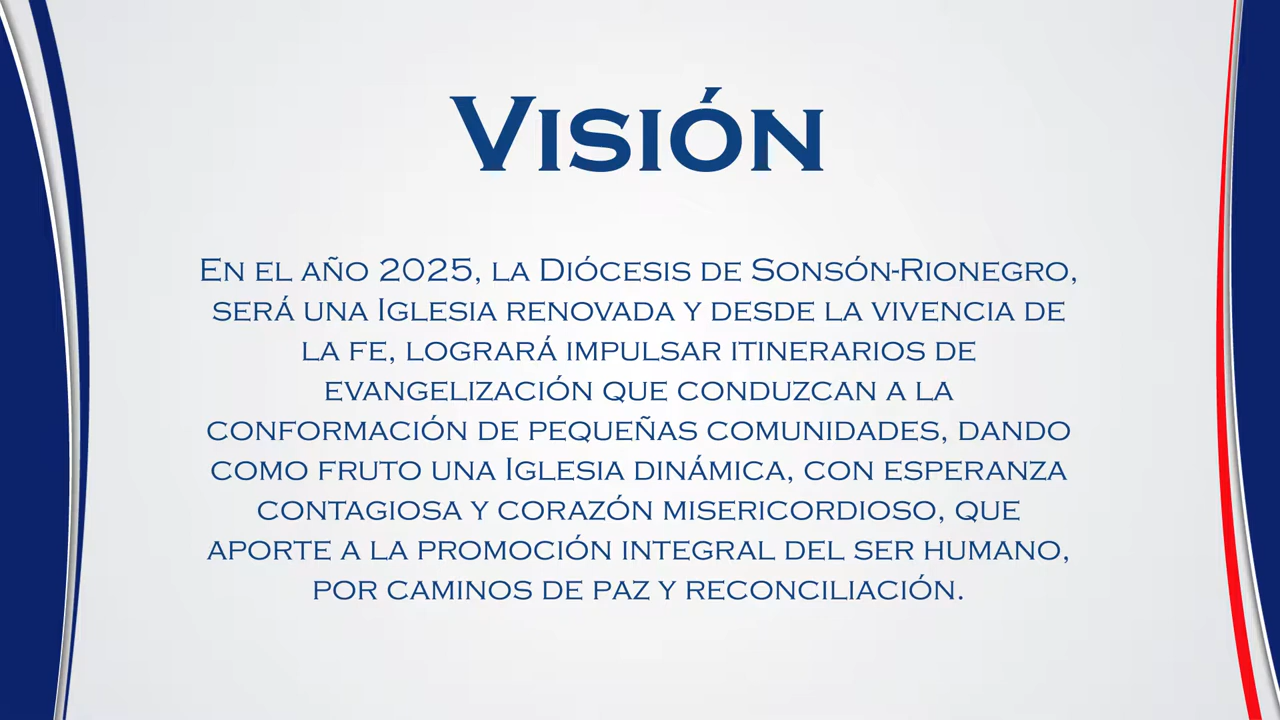 Visión
En el año 2025, la Diócesis de Sonsón-Rionegro,
será una Iglesia renovada y desde la vivencia de
la fe, logrará impulsar itinerarios de
evangelización que conduzcan a la
conformación de pequeñas comunidades, dando
como fruto una Iglesia dinámica, con esperanza
contagiosa y corazón misericordioso, que
aporte a la promoción integral del ser humano,
por caminos de paz y reconciliación.